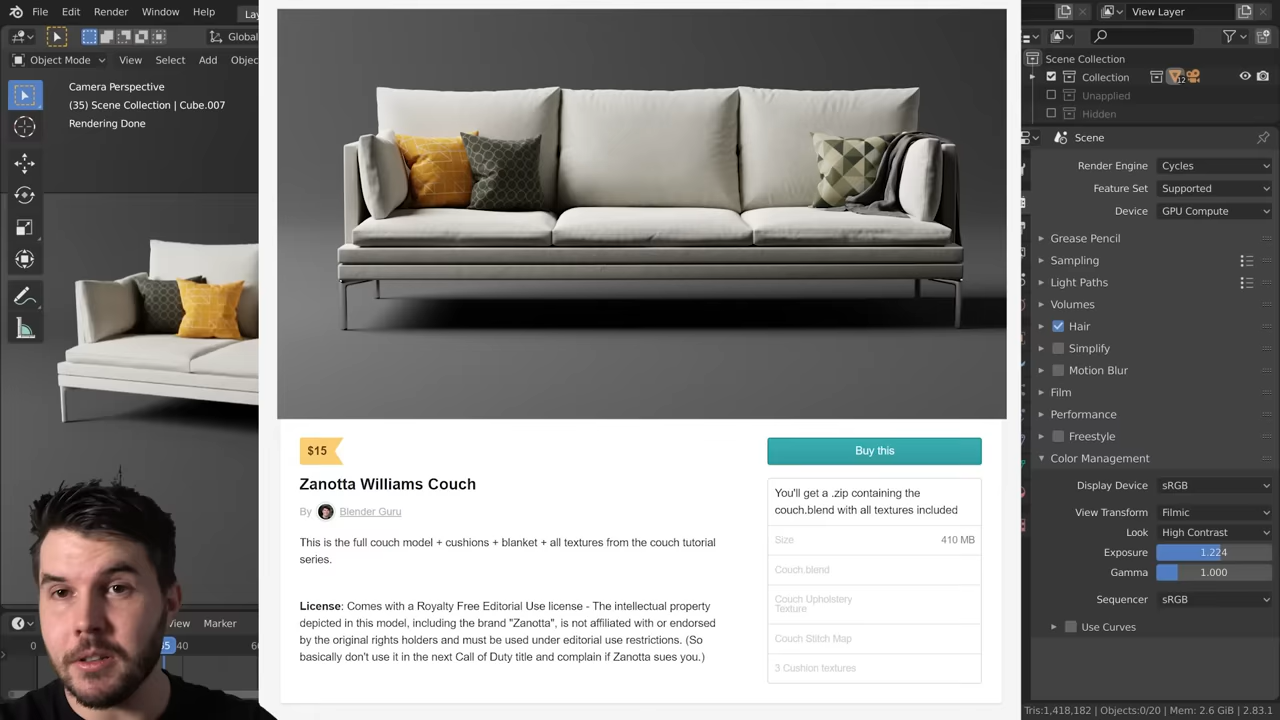 File Edit Render Window Help Lay
View Layer
Global
Object Mode View Select Add Objec
Camera Perspective
(35) Scene Collection | Cube.007
Rendering Done
Scene Collection
Collection 12
Unapplied
Hidden
Scene
Render Engine Cycles
Feature Set Supported
Device GPU Compute
Grease Pencil
Sampling
Light Paths
Volumes
Hair
Simplify
Motion Blur
Film
Performance
Freestyle
Color Management
Display Device sRGB
View Transform Filmic
Look High Contrast
Exposure 1.224
Gamma 1.000
Sequencer sRGB
Use Curves
$15
Zanotta Williams Couch
By Blender Guru
This is the full couch model + cushions + blanket + all textures from the couch tutorial
series.
License: Comes with a Royalty Free Editorial Use license - The intellectual property
depicted in this model, including the brand "Zanotta", is not affiliated with or endorsed
by the original rights holders and must be used under editorial use restrictions. (So
basically don't use it in the next Call of Duty title and complain if Zanotta sues you.)
Buy this
You'll get a .zip containing the
couch.blend with all textures included
Size 410 MB
Couch.blend
Couch Upholstery
Texture
Couch Stitch Map
3 Cushion textures
View Marker
0 40
Tris:1,418,182 | Objects:0/20 | Mem: 2.6 GiB | 2.83.1